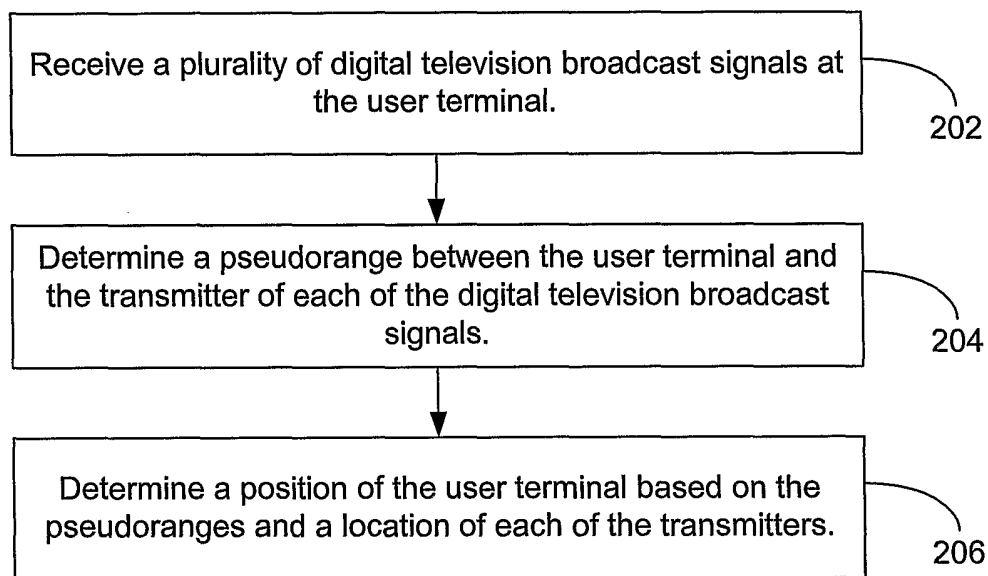 Receive a plurality of digital television broadcast signals at
the user terminal.
202
Determine a pseudorange between the user terminal and
the transmitter of each of the digital television broadcast
signals.
204
Determine a position of the user terminal based on the
pseudoranges and a location of each of the transmitters.
206